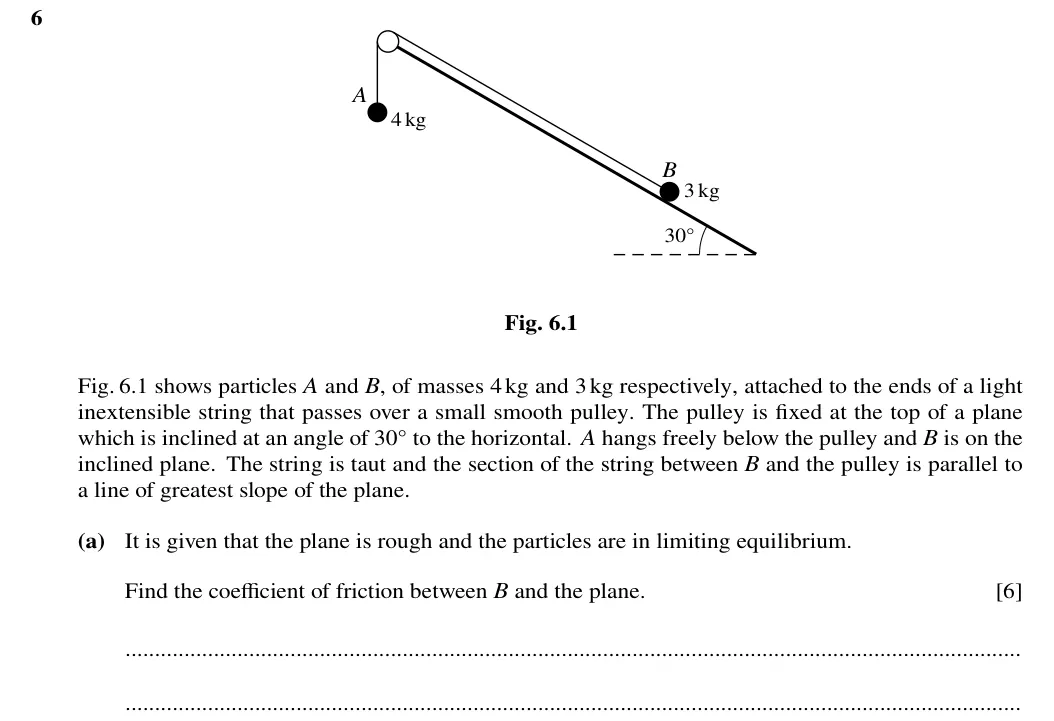 6
A
4 kg
B
3 kg
30°
Fig. 6.1
Fig. 6.1 shows particles A and B, of masses 4 kg and 3 kg respectively, attached to the ends of a light
inextensible string that passes over a small smooth pulley. The pulley is fixed at the top of a plane
which is inclined at an angle of 30° to the horizontal. A hangs freely below the pulley and B is on the
inclined plane. The string is taut and the section of the string between B and the pulley is parallel to
a line of greatest slope of the plane.
(a) It is given that the plane is rough and the particles are in limiting equilibrium.
Find the coefficient of friction between B and the plane. [6]